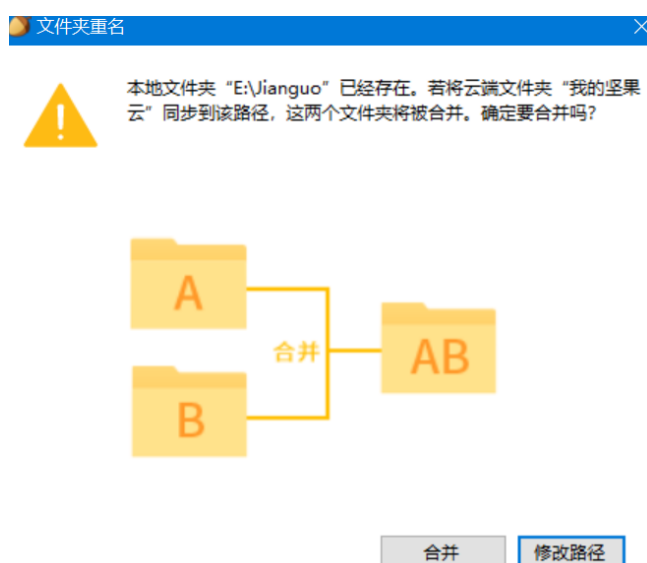 文件夹重名
本地文件夹“E:\Jianguo”已经存在。若将云端文件夹“我的坚果
云”同步到该路径，这两个文件夹将被合并。确定要合并吗?
A
合并
AB
B
合并
修改路径